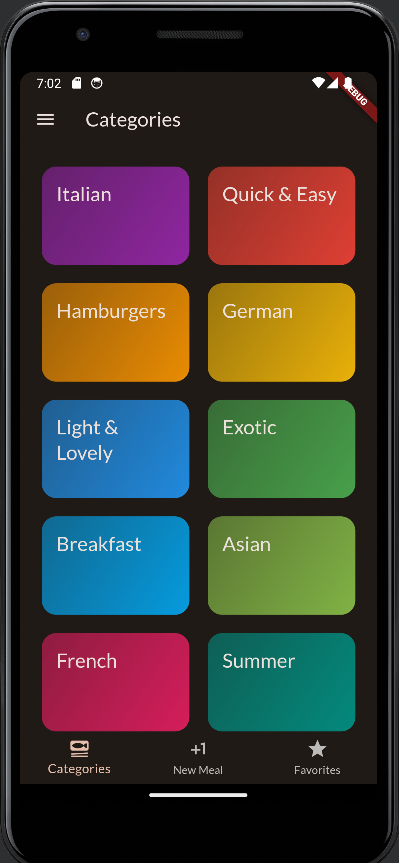 7:02
DEBUG
Categories
Italian
Quick & Easy
Hamburgers
German
Light &
Lovely
Exotic
Breakfast
Asian
French
Summer
+1
Categories
New Meal
Favorites